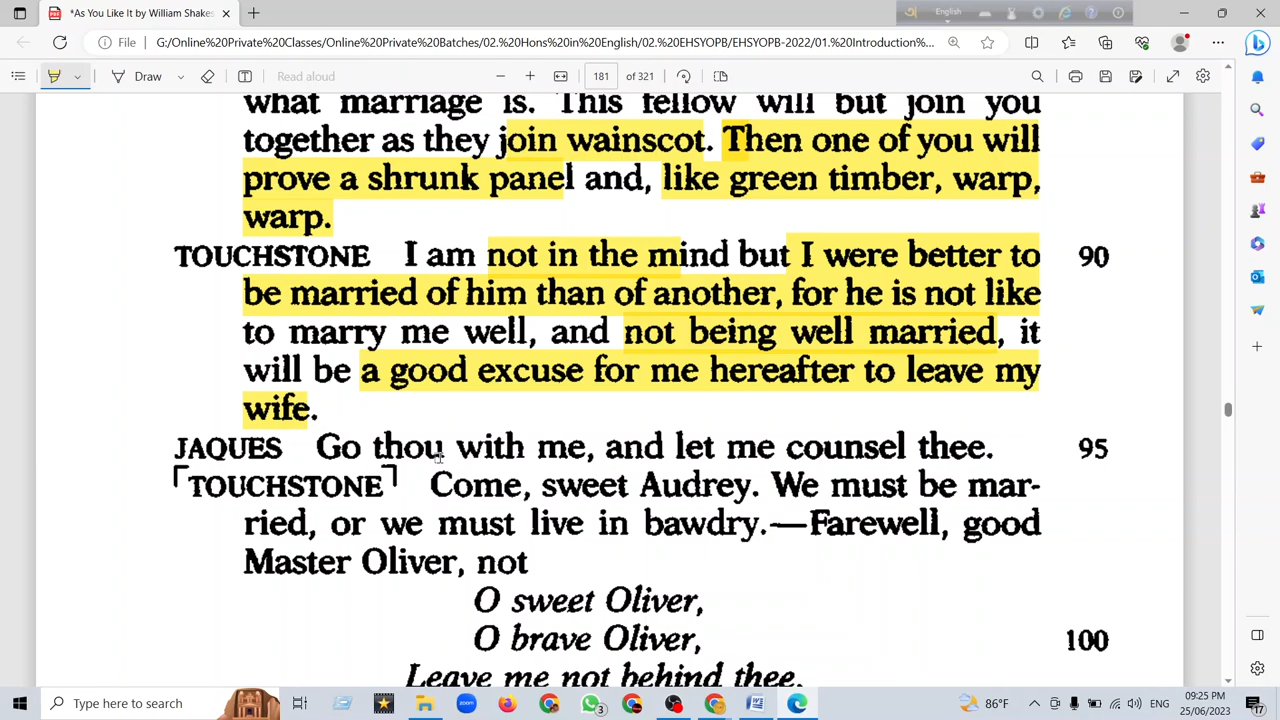 *As You Like It by William Shakes
English
File
G:/Online%20Private%20Classes/Online%20Private%20Batches/02.%20Hons%20in%20English/02.%20EHSYOPB/EHSYOPB-2022/01.%20Introduction%...
Draw
Read aloud
181 of 321
what marriage is. This fellow will but join you
together as they join wainscot. Then one of you will
prove a shrunk panel and, like green timber, warp,
warp.
TOUCHSTONE I am not in the mind but I were better to 90
be married of him than of another, for he is not like
to marry me well, and not being well married, it
will be a good excuse for me hereafter to leave my
wife.
JAQUES Go thou with me, and let me counsel thee. 95
⌜TOUCHSTONE⌝ Come, sweet Audrey. We must be mar-
ried, or we must live in bawdry.—Farewell, good
Master Oliver, not
O sweet Oliver,
O brave Oliver, 100
Leave me not behind thee.
Type here to search
3
86°F
ENG
09:25 PM
25/06/2023
17